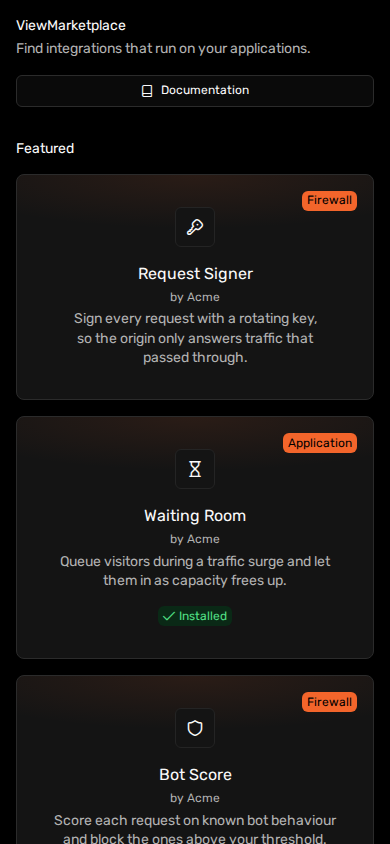 ViewMarketplace
Find integrations that run on your applications.
Documentation
Featured
Firewall
Request Signer
by Acme
Sign every request with a rotating key,
so the origin only answers traffic that
passed through.
Application
Waiting Room
by Acme
Queue visitors during a traffic surge and let
them in as capacity frees up.
Installed
Firewall
Bot Score
by Acme
Score each request on known bot behaviour
and block the ones above your threshold.